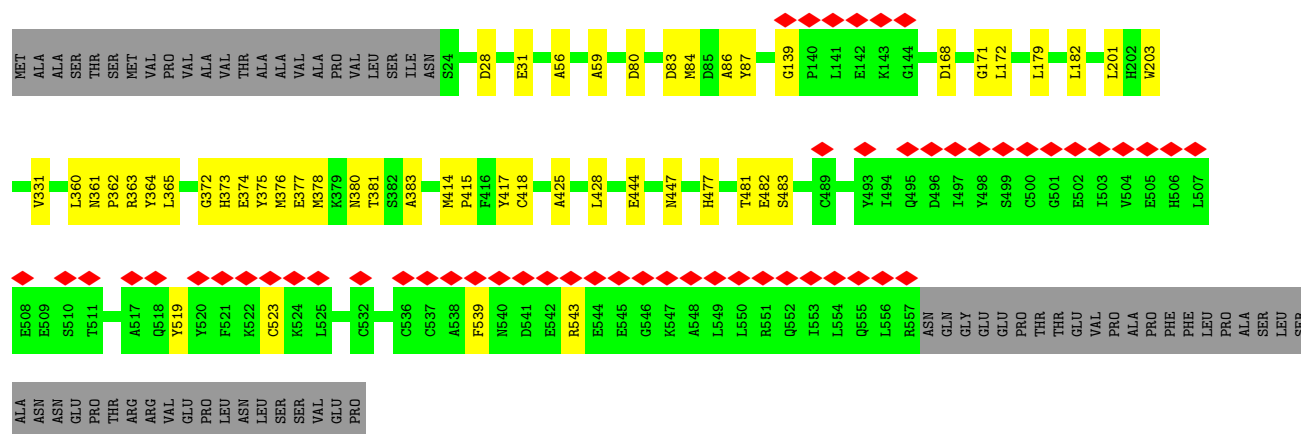 MET ALA ALA SER THR SER MET VAL PRO VAL ALA VAL THR ALA ALA VAL ALA PRO VAL LEU SER ILE ASN S24 D28 E31 A56 A59 D80 D83 M84 D85 A86 Y87 G139 P140 L141 E142 K143 G144 D168 G171 L172 L179 L182 L201 H202 W203
V331 L360 N361 P362 R363 Y364 L365 G372 H373 E374 Y375 M376 E377 M378 K379 N380 T381 S382 A383 M414 P415 F416 Y417 C418 A425 L428 E444 N447 H477 T481 E482 S483 C489 Y493 I494 Q495 D496 I497 Y498 S499 C500 G501 E502 I503 V504 E505 H506 L507
E508 E509 S510 T511 A517 Q518 Y519 Y520 F521 K522 C523 K524 L525 C532 C536 C537 A538 F539 N540 D541 E542 R543 E544 E545 G546 K547 A548 L549 L550 R551 Q552 I553 L554 Q555 L556 R557 ASN GLN GLY GLU GLU PRO THR THR GLU VAL PRO ALA PRO PHE PHE LEU PRO ALA SER LEU SER
ALA ASN ASN GLU PRO THR ARG ARG VAL GLU PRO LEU ASN LEU SER SER VAL GLU PRO